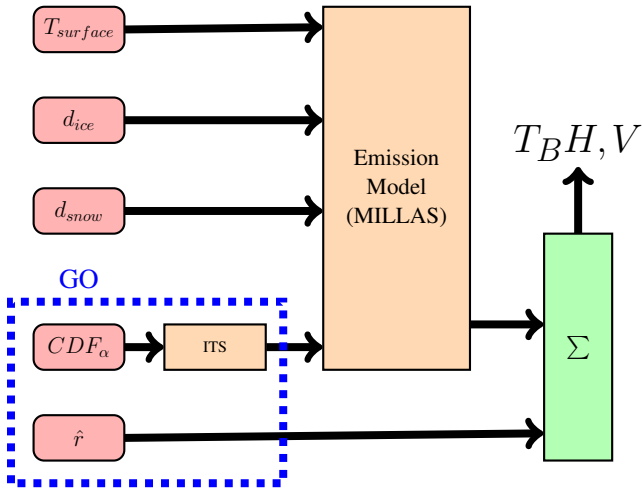 T_surface
d_ice
d_snow
Emission
Model
(MILLAS)
T_B H, V
GO
CDF_α
ITS
Σ
r̂